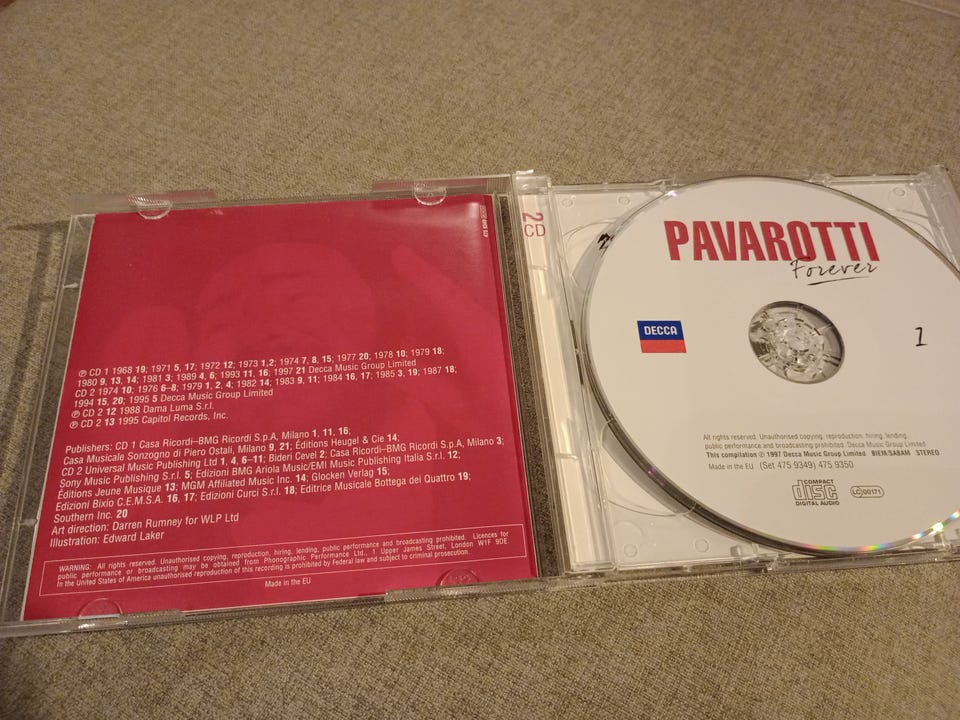 ℗ CD 1 1968 19; 1971 5, 17; 1972 12; 1973 1,2; 1974 7, 8, 15; 1977 20; 1978 10; 1979 18;
1980 9, 13, 14; 1981 3; 1989 4, 6; 1993 11, 16; 1997 21 Decca Music Group Limited
CD 2 1974 10; 1976 6–8; 1979 1, 2, 4; 1982 14; 1983 9, 11; 1984 16, 17; 1985 3, 19; 1987 18;
1994 15, 20; 1995 5 Decca Music Group Limited
℗ CD 2 12 1988 Dama Luma S.r.l.
℗ CD 2 13 1995 Capitol Records, Inc.
Publishers: CD 1 Casa Ricordi–BMG Ricordi S.p.A, Milano 1, 11, 16;
Casa Musicale Sonzogno di Piero Ostali, Milano 9, 21; Éditions Heugel & Cie 14;
CD 2 Universal Music Publishing Ltd 1, 4, 6–11; Bideri Cevel 2; Casa Ricordi–BMG Ricordi S.p.A, Milano 3;
Sony Music Publishing S.r.l. 5; Edizioni BMG Ariola Music/EMI Music Publishing Italia S.r.l. 12;
Éditions Jeune Musique 13; MGM Affiliated Music Inc. 14; Glocken Verlag 15;
Edizioni Bixio C.E.M.S.A. 16, 17; Edizioni Curci S.r.l. 18; Editrice Musicale Bottega del Quattro 19;
Southern Inc. 20
Art direction: Darren Rumney for WLP Ltd
Illustration: Edward Laker
WARNING: All rights reserved. Unauthorised copying, reproduction, hiring, lending, public performance and broadcasting prohibited. Licences for
public performance or broadcasting may be obtained from Phonographic Performance Ltd., 1 Upper James Street, London W1F 9DE.
In the United States of America unauthorised reproduction of this recording is prohibited by Federal law and subject to criminal prosecution.
Made in the EU
2
CD
PAVAROTTI
Forever
DECCA
1
All rights reserved. Unauthorised copying, reproduction, hiring, lending,
public performance and broadcasting prohibited. Decca Music Group Limited
This compilation ℗ 1997 Decca Music Group Limited BIEM/SABAM STEREO
Made in the EU (Set 475 9349) 475 9350
COMPACT
disc
DIGITAL AUDIO
LC 00171